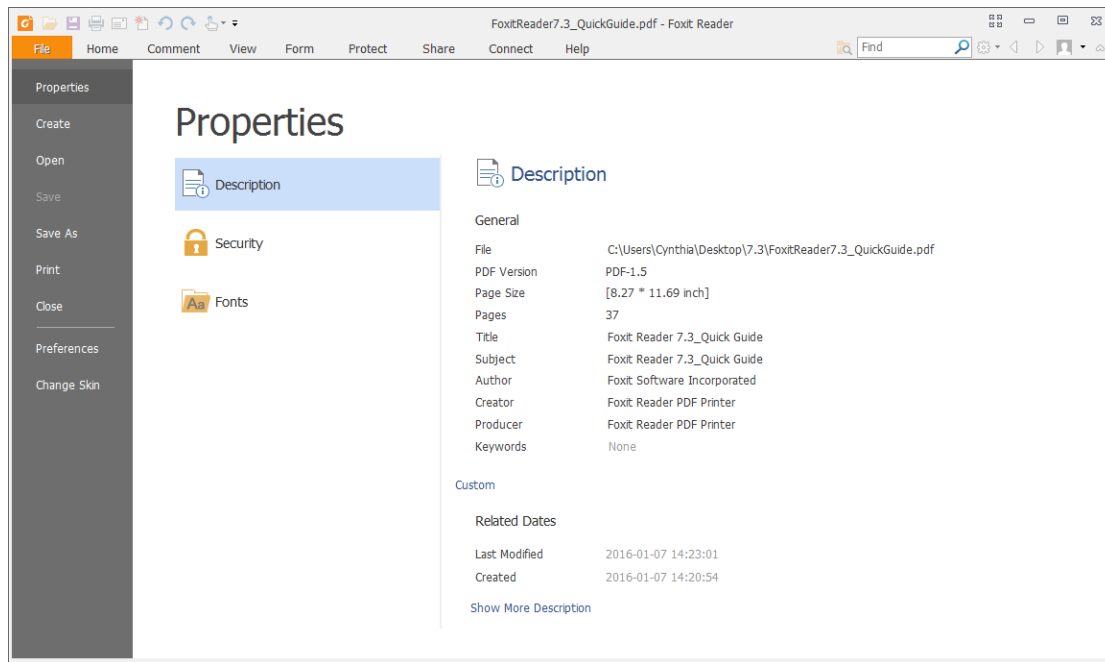 FoxitReader7.3_QuickGuide.pdf - Foxit Reader
File Home Comment View Form Protect Share Connect Help Find
Properties
Create
Open
Save
Save As
Print
Close
Preferences
Change Skin
Properties
Description
Security
Aa Fonts
Description
General
File C:\Users\Cynthia\Desktop\7.3\FoxitReader7.3_QuickGuide.pdf
PDF Version PDF-1.5
Page Size [8.27 * 11.69 inch]
Pages 37
Title Foxit Reader 7.3_Quick Guide
Subject Foxit Reader 7.3_Quick Guide
Author Foxit Software Incorporated
Creator Foxit Reader PDF Printer
Producer Foxit Reader PDF Printer
Keywords None
Custom
Related Dates
Last Modified 2016-01-07 14:23:01
Created 2016-01-07 14:20:54
Show More Description